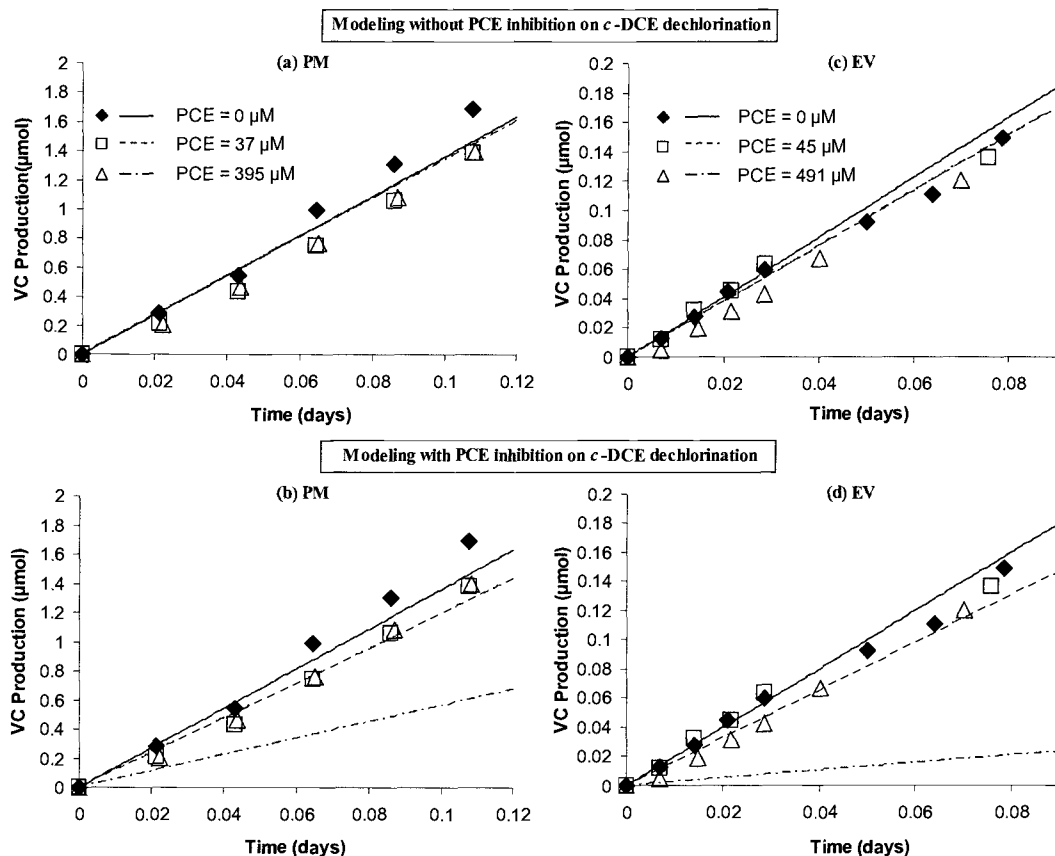 Modeling without PCE inhibition on c-DCE dechlorination
(a) PM
VC Production(µmol)
2
1.8
1.6
1.4
1.2
1
0.8
0.6
0.4
0.2
0
PCE = 0 µM
PCE = 37 µM
PCE = 395 µM
0 0.02 0.04 0.06 0.08 0.1 0.12
Time (days)
(c) EV
VC Production (µmol)
0.2
0.18
0.16
0.14
0.12
0.1
0.08
0.06
0.04
0.02
0
PCE = 0 µM
PCE = 45 µM
PCE = 491 µM
0 0.02 0.04 0.06 0.08
Time (days)
Modeling with PCE inhibition on c-DCE dechlorination
(b) PM
VC Production (µmol)
2
1.8
1.6
1.4
1.2
1
0.8
0.6
0.4
0.2
0
0 0.02 0.04 0.06 0.08 0.1 0.12
Time (days)
(d) EV
VC Production (µmol)
0.2
0.18
0.16
0.14
0.12
0.1
0.08
0.06
0.04
0.02
0
0 0.02 0.04 0.06 0.08
Time (days)